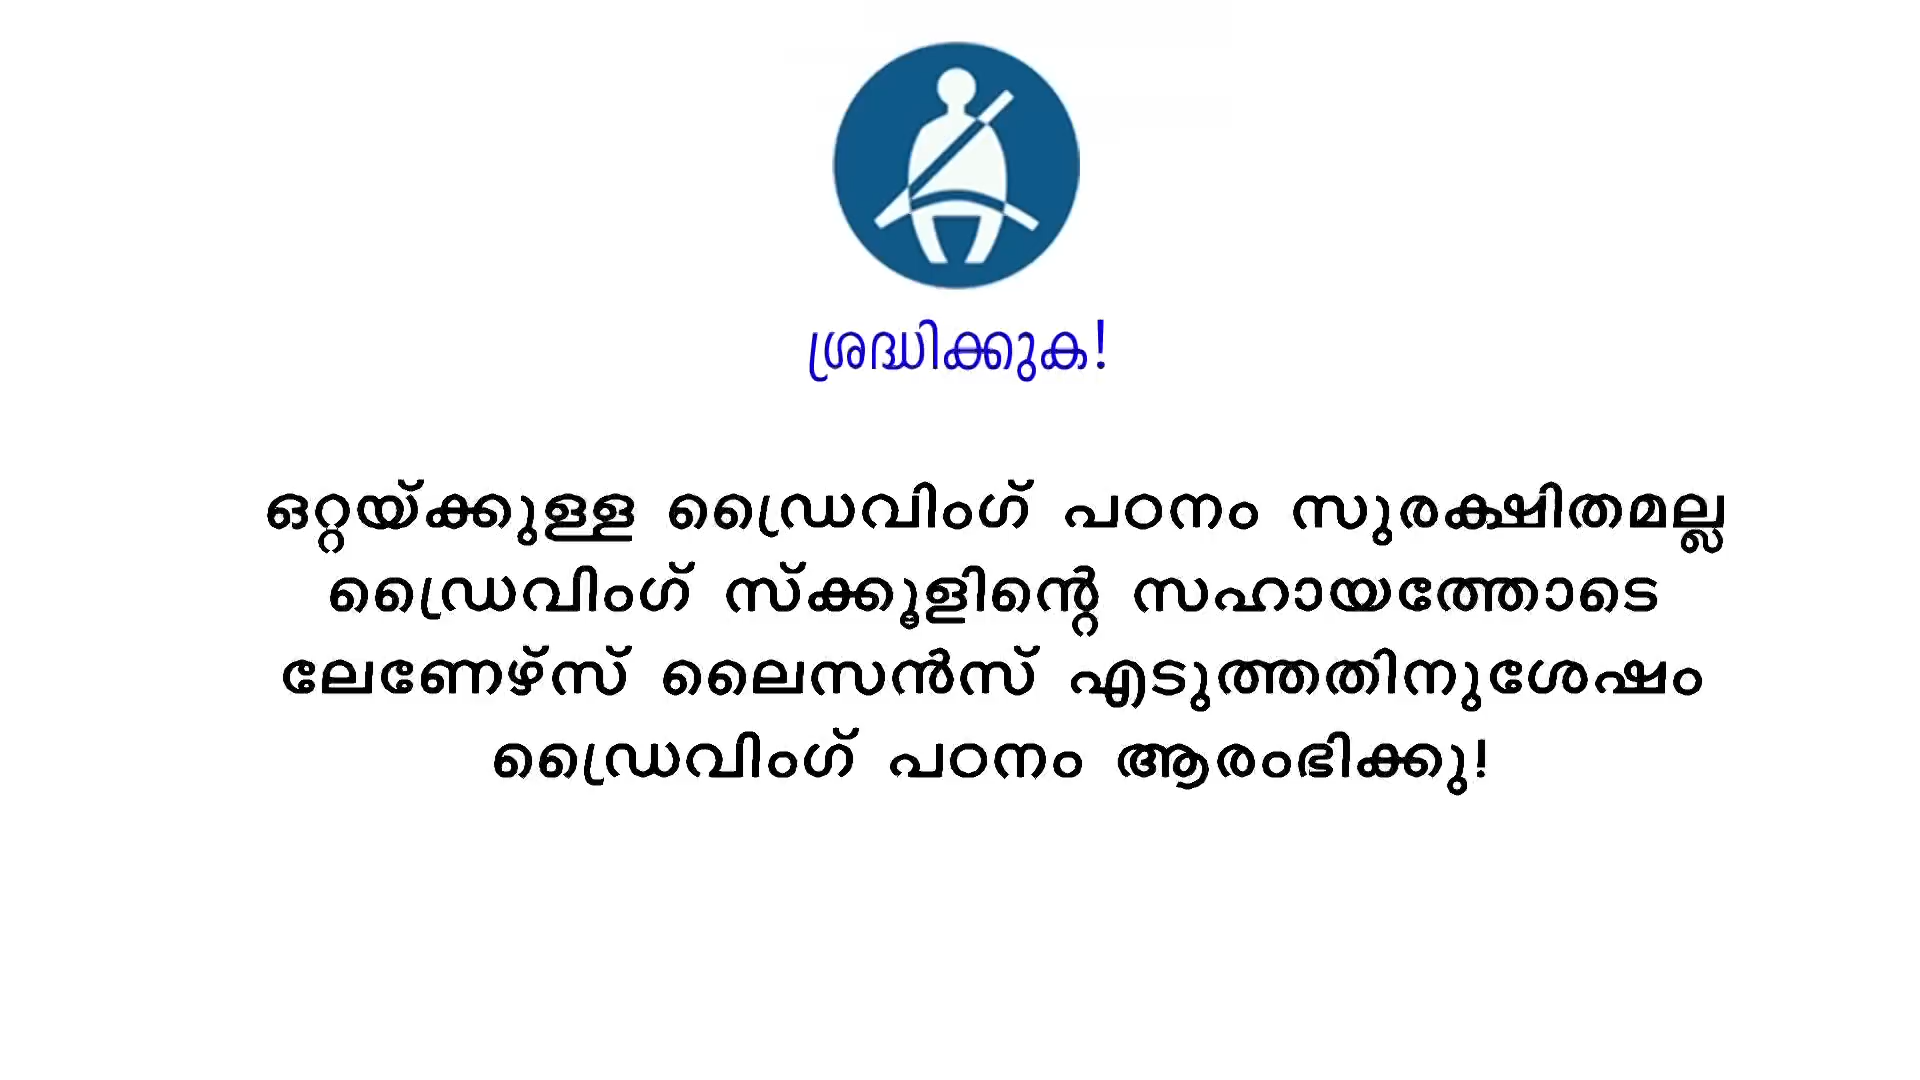 ശ്രദ്ധിക്കുക!
ഒറ്റയ്ക്കുള്ള ഡ്രൈവിംഗ് പഠനം സുരക്ഷിതമല്ല
ഡ്രൈവിംഗ് സ്ക്കൂളിന്റെ സഹായത്തോടെ
ലേണേഴ്സ് ലൈസൻസ് എടുത്തതിനുശേഷം
ഡ്രൈവിംഗ് പഠനം ആരംഭിക്കു!